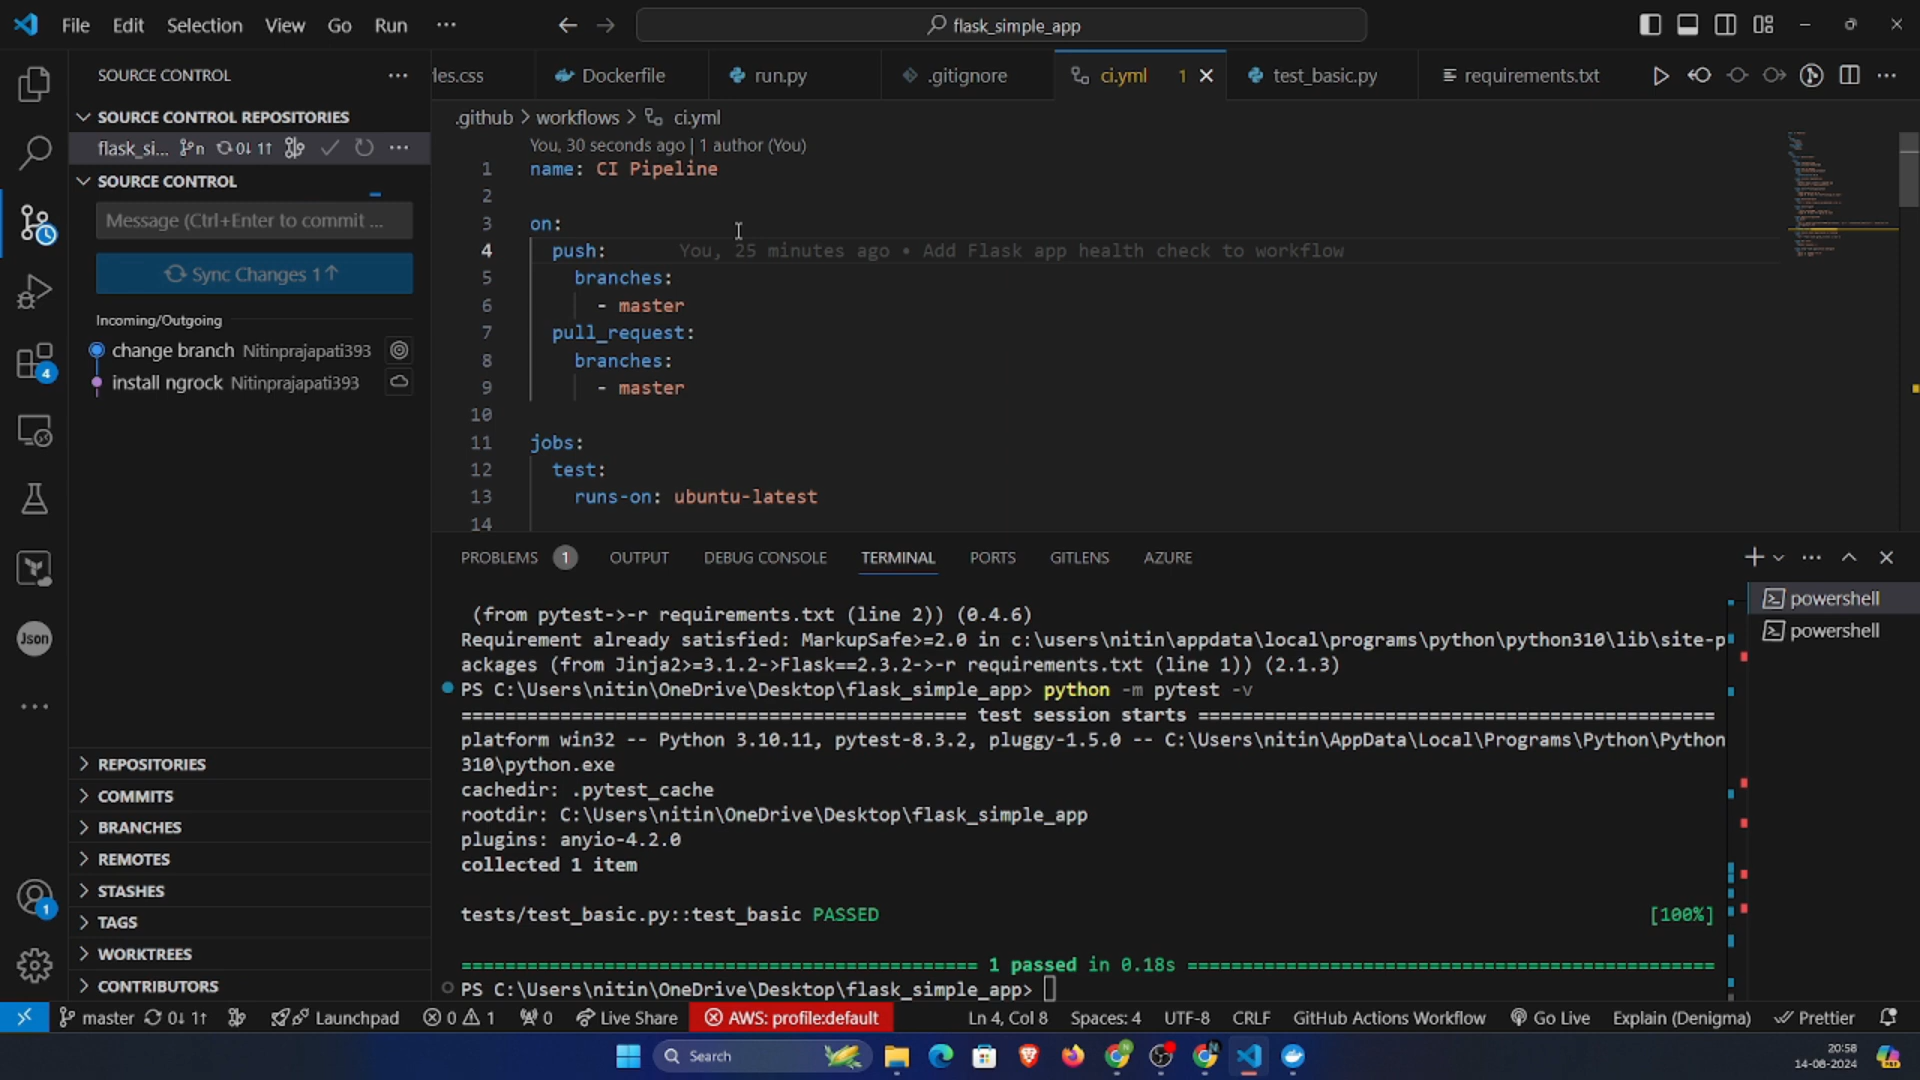 File Edit Selection View Go Run ··· flask_simple_app
SOURCE CONTROL ···
SOURCE CONTROL REPOSITORIES
flask_si... 0↓ 1↑ ···
SOURCE CONTROL
Message (Ctrl+Enter to commit ...
Sync Changes 1↑
Incoming/Outgoing
change branch Nitinprajapati393
install ngrock Nitinprajapati393
4
Json
1
REPOSITORIES
COMMITS
BRANCHES
REMOTES
STASHES
TAGS
WORKTREES
CONTRIBUTORS
les.css Dockerfile run.py .gitignore ci.yml 1 test_basic.py requirements.txt
.github > workflows > ci.yml
You, 30 seconds ago | 1 author (You)
1 name: CI Pipeline
2
3 on:
4 push: You, 25 minutes ago • Add Flask app health check to workflow
5 branches:
6 - master
7 pull_request:
8 branches:
9 - master
10
11 jobs:
12 test:
13 runs-on: ubuntu-latest
14
PROBLEMS 1 OUTPUT DEBUG CONSOLE TERMINAL PORTS GITLENS AZURE
powershell
powershell
(from pytest->-r requirements.txt (line 2)) (0.4.6)
Requirement already satisfied: MarkupSafe>=2.0 in c:\users\nitin\appdata\local\programs\python\python310\lib\site-p
ackages (from Jinja2>=3.1.2->Flask==2.3.2->-r requirements.txt (line 1)) (2.1.3)
PS C:\Users\nitin\OneDrive\Desktop\flask_simple_app> python -m pytest -v
============================================== test session starts ===============================================
platform win32 -- Python 3.10.11, pytest-8.3.2, pluggy-1.5.0 -- C:\Users\nitin\AppData\Local\Programs\Python\Python
310\python.exe
cachedir: .pytest_cache
rootdir: C:\Users\nitin\OneDrive\Desktop\flask_simple_app
plugins: anyio-4.2.0
collected 1 item
tests/test_basic.py::test_basic PASSED [100%]
=============================================== 1 passed in 0.18s ================================================
PS C:\Users\nitin\OneDrive\Desktop\flask_simple_app>
master 0↓ 1↑ Launchpad 0 1 0 Live Share AWS: profile:default Ln 4, Col 8 Spaces: 4 UTF-8 CRLF GitHub Actions Workflow Go Live Explain (Denigma) Prettier
Search
20:58
14-08-2024